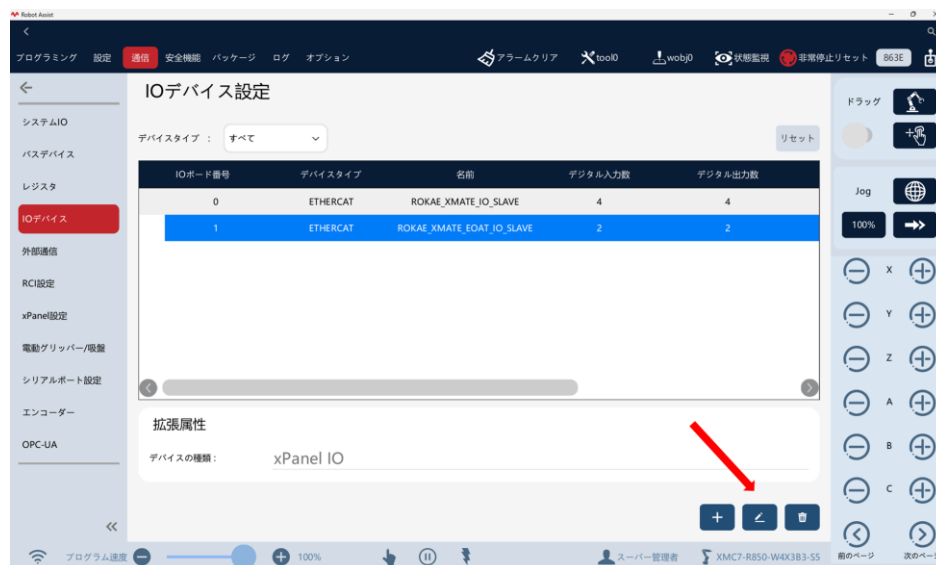 Robot Assist
プログラミング 設定 通信 安全機能 パッケージ ログ オプション アラームクリア tool0 wobj0 状態監視 非常停止リセット 863E
IOデバイス設定
システムIO
バスデバイス
レジスタ
IOデバイス
外部通信
RCI設定
xPanel設定
電動グリッパー/吸盤
シリアルポート設定
エンコーダー
OPC-UA
デバイスタイプ : すべて リセット
IOボード番号 デバイスタイプ 名前 デジタル入力数 デジタル出力数
0 ETHERCAT ROKAE_XMATE_IO_SLAVE 4 4
1 ETHERCAT ROKAE_XMATE_EOAT_IO_SLAVE 2 2
拡張属性
デバイスの種類 : xPanel IO
ドラッグ
Jog
100%
X
Y
Z
A
B
C
前のページ 次のページ
プログラム速度 100% スーパー管理者 XMC7-R850-W4X3B3-S5